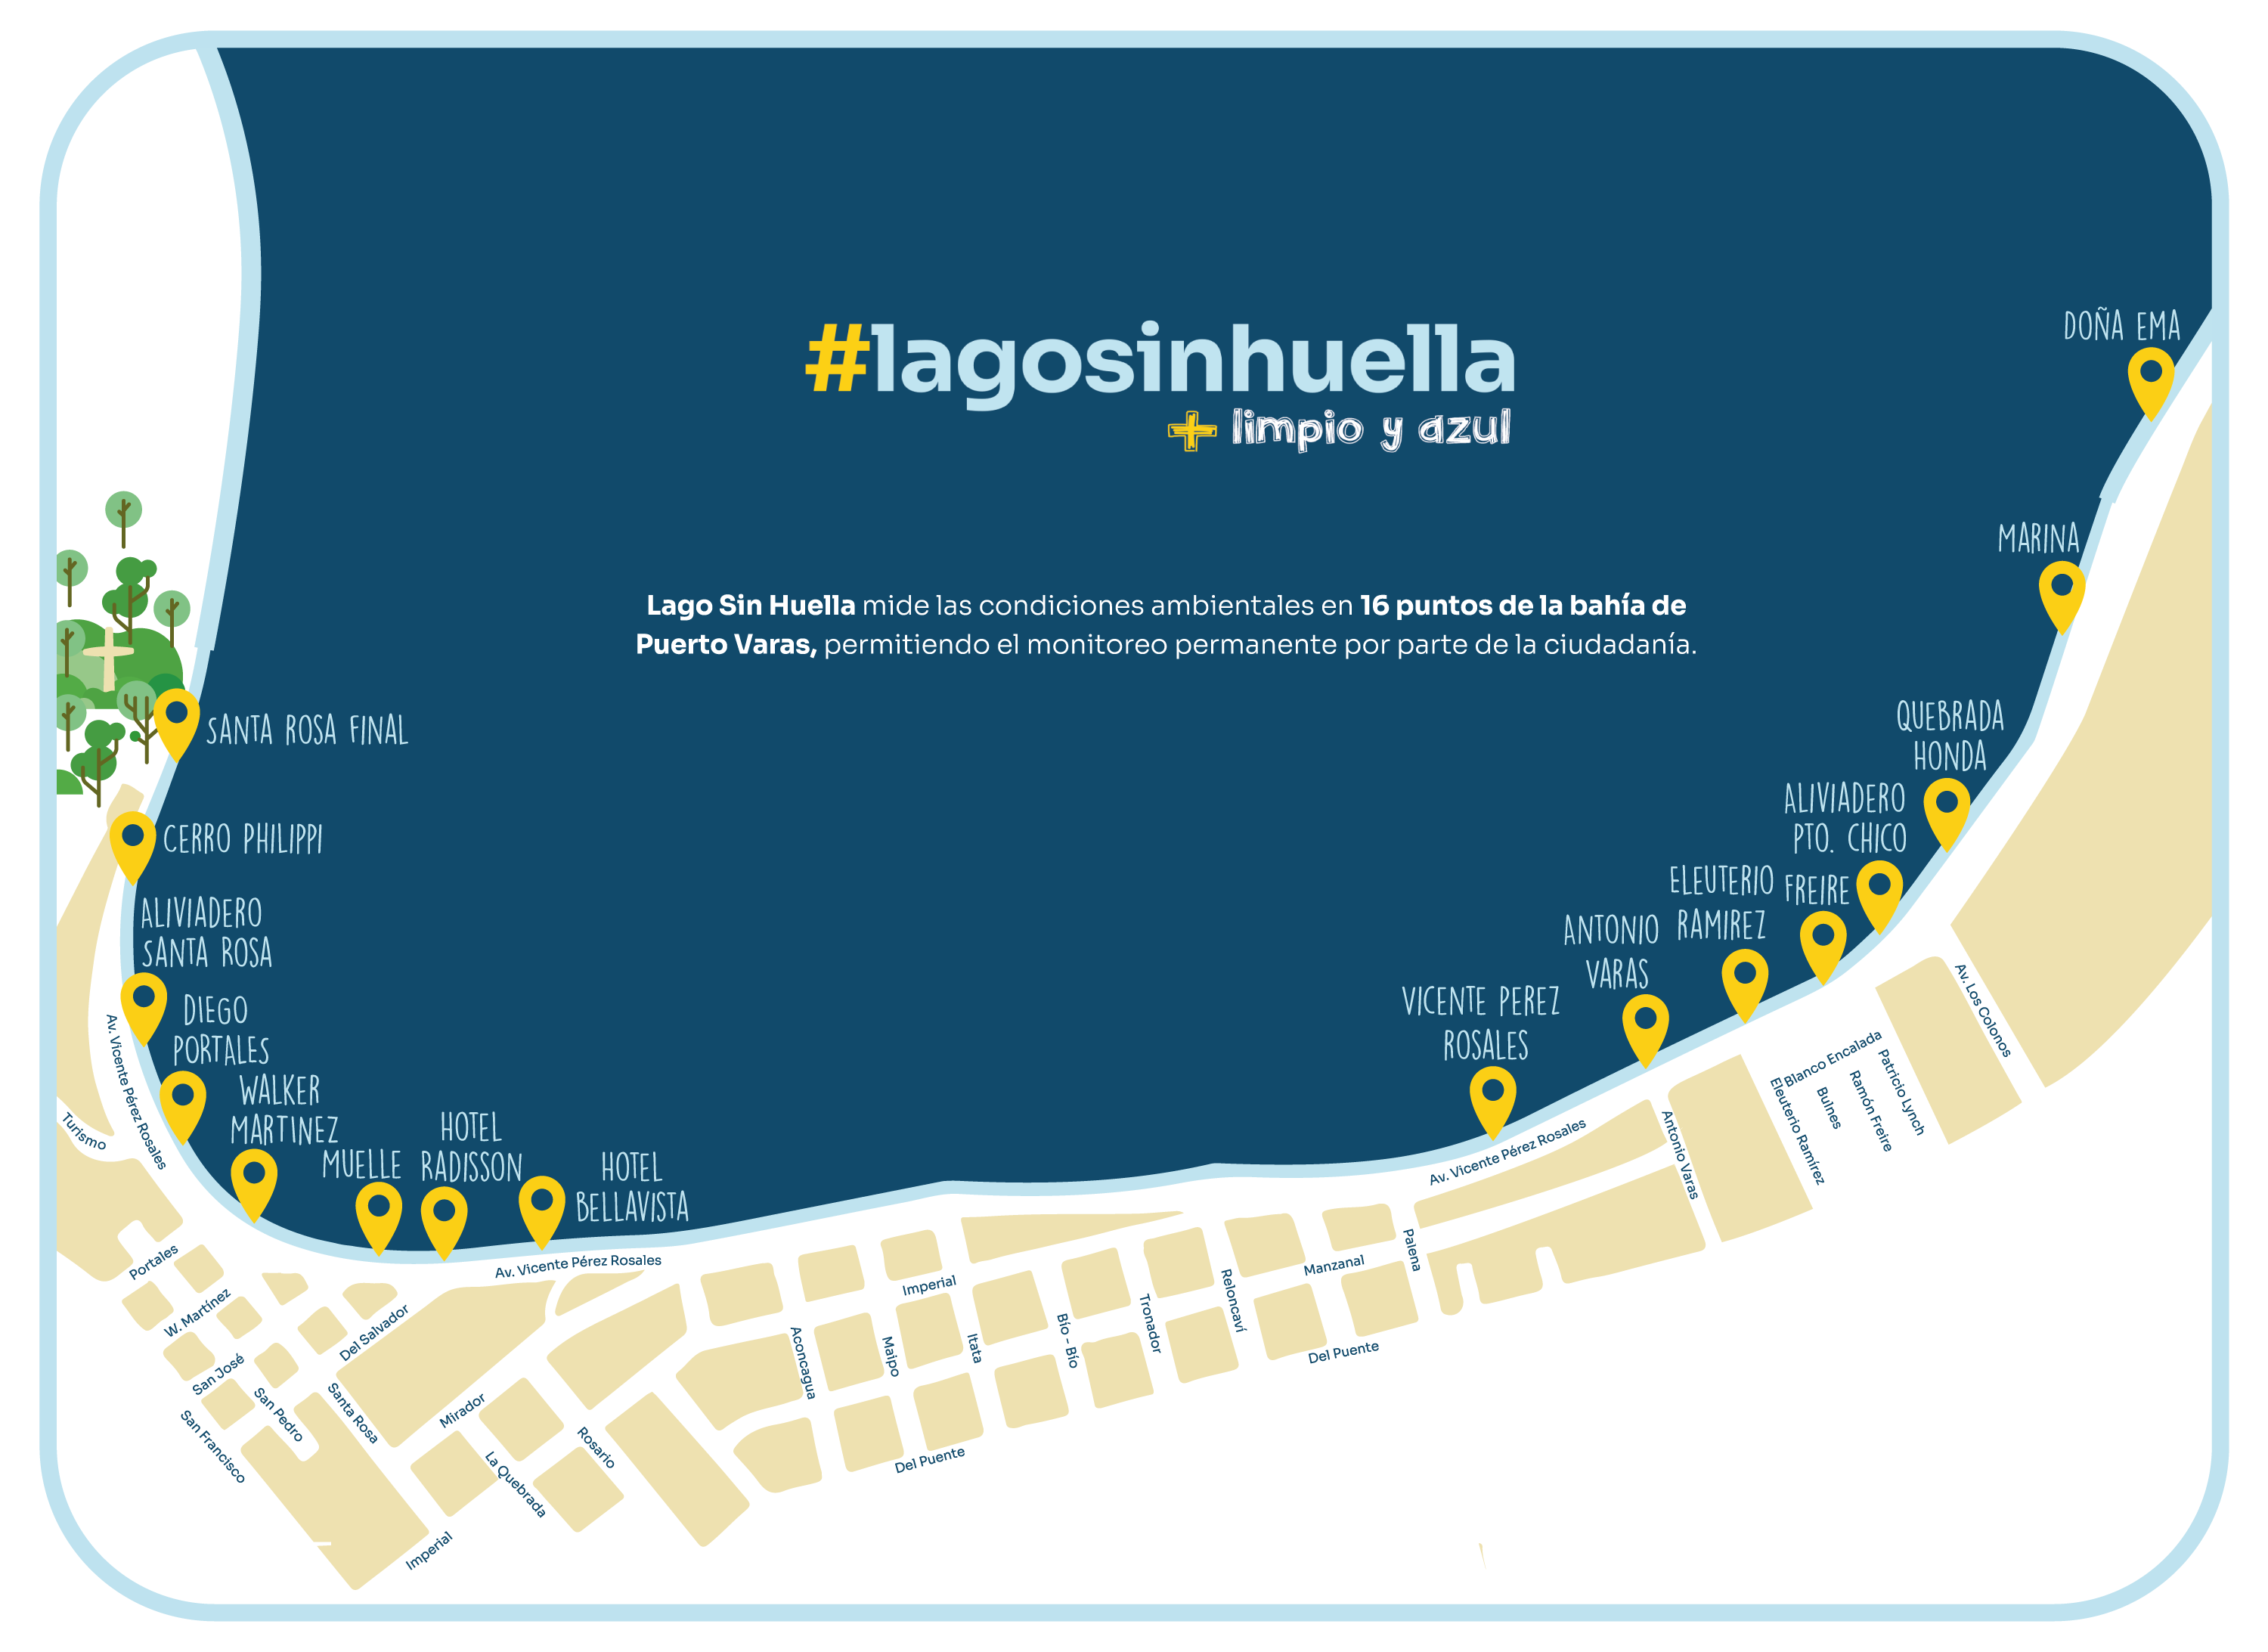 #lagosinhuella
+ limpio y azul
Lago Sin Huella mide las condiciones ambientales en 16 puntos de la bahía de
Puerto Varas, permitiendo el monitoreo permanente por parte de la ciudadanía.
SANTA ROSA FINAL
CERRO PHILIPPI
ALIVIADERO
SANTA ROSA
DIEGO
PORTALES
WALKER
MARTINEZ
MUELLE
HOTEL
RADISSON
HOTEL
BELLAVISTA
VICENTE PEREZ
ROSALES
ANTONIO
VARAS
ELEUTERIO
RAMIREZ
FREIRE
ALIVIADERO
PTO. CHICO
QUEBRADA
HONDA
MARINA
DOÑA EMA
Av. Vicente Pérez Rosales
Turismo
Portales
W. Martínez
San José
San Francisco
San Pedro
Santa Rosa
Del Salvador
Av. Vicente Pérez Rosales
Mirador
La Quebrada
Rosario
Imperial
Aconcagua
Maipo
Imperial
Itata
Del Puente
Bío - Bío
Tronador
Reloncaví
Manzanal
Del Puente
Palena
Av. Vicente Pérez Rosales
Antonio Varas
Eleuterio Ramírez
Blanco Encalada
Bulnes
Ramón Freire
Patricio Lynch
Av. Los Colonos